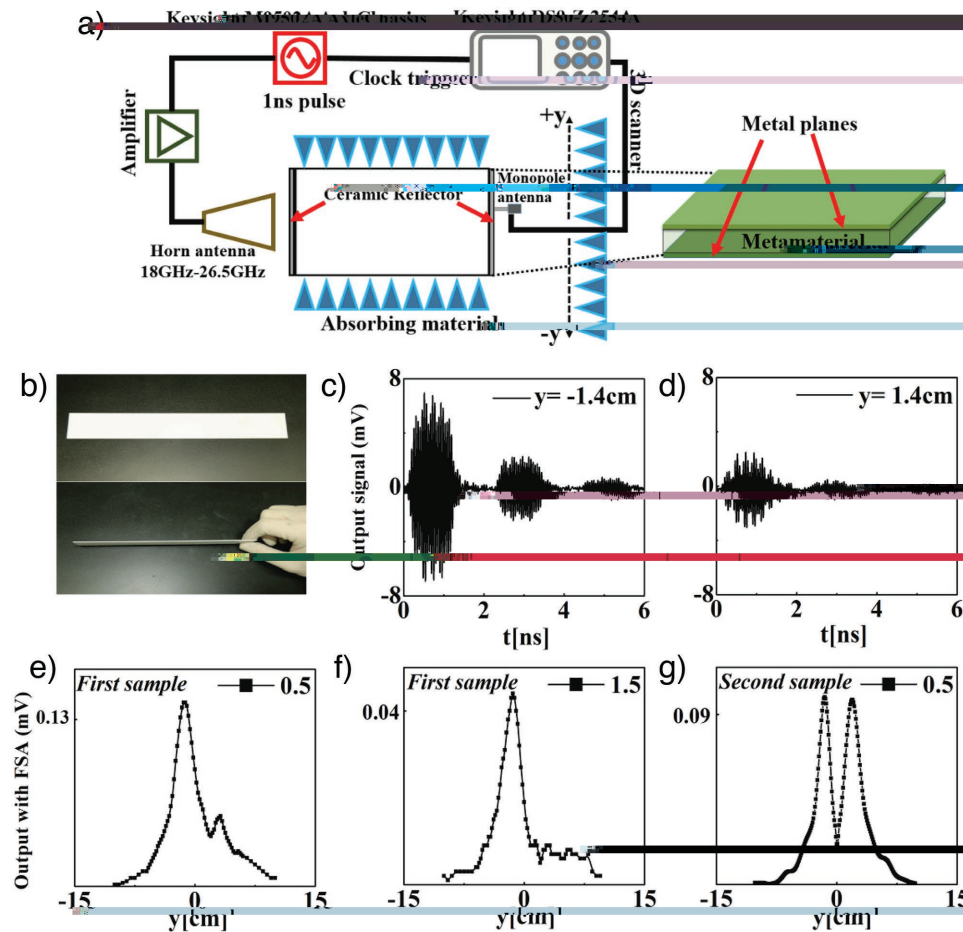 a)
Clock trigger
1ns pulse
Amplifier
+y
scanner
Metal planes
Monopole
antenna
Ceramic Reflector
Metamaterial
Horn antenna
18GHz-26.5GHz
Absorbing material
-y
b)
c)
8
y= -1.4cm
Output signal (mV)
0
-8
0 2 4 6
t[ns]
d)
8
y= 1.4cm
0
-8
0 2 4 6
t[ns]
e)
First sample 0.5
Output with FSA (mV)
0.13
-15 0 15
y[cm]
f)
First sample 1.5
0.04
-15 0 15
y[cm]
g)
Second sample 0.5
0.09
-15 0 15
y[cm]